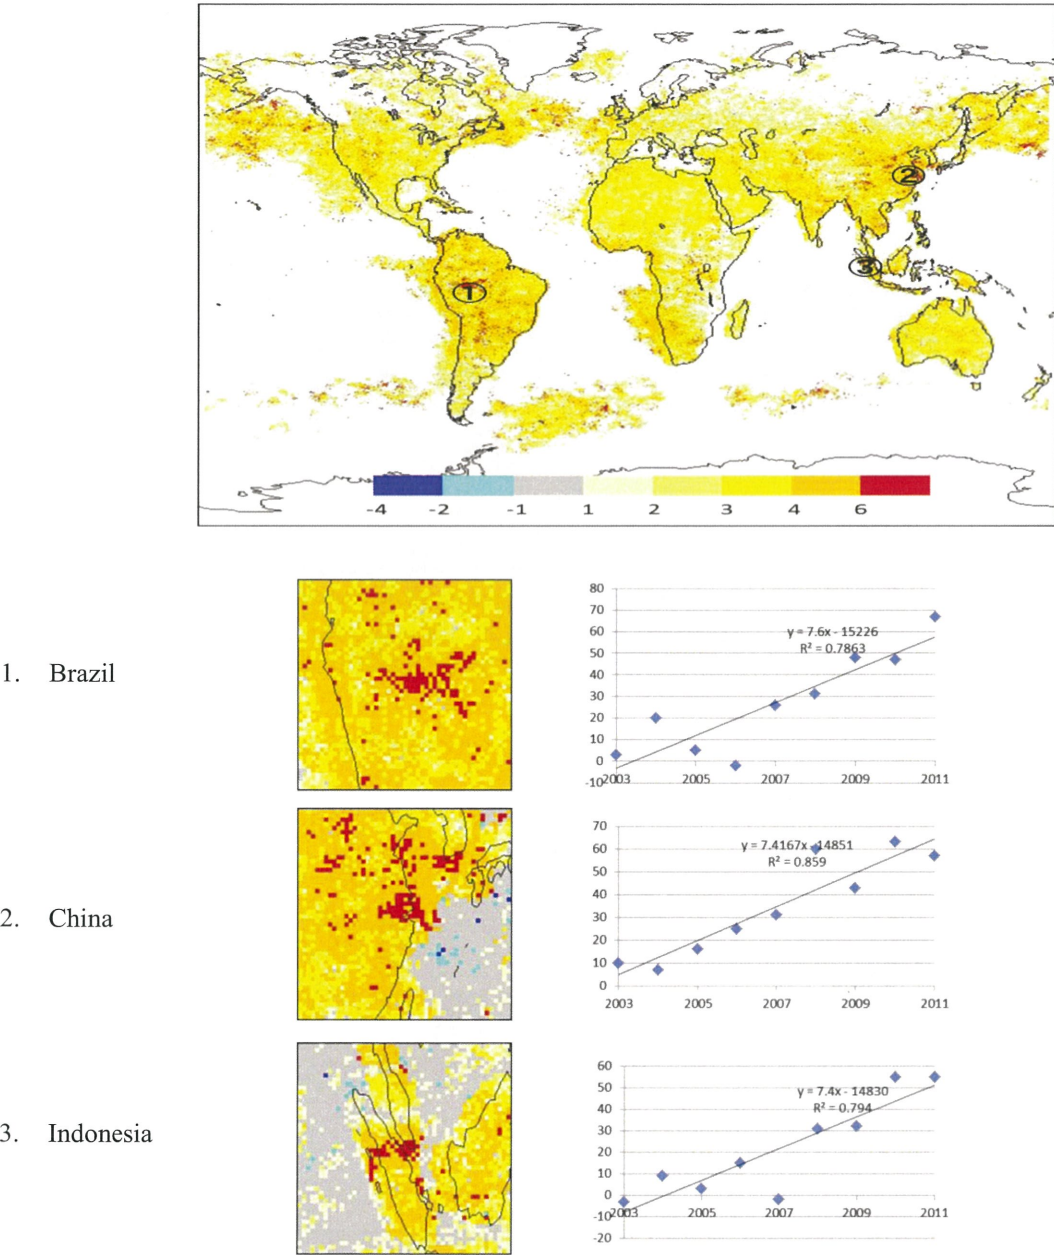 2
3
1
-4 -2 -1 1 2 3 4 6
1. Brazil
80
70
60
50
40
30
20
10
0
-10
y = 7.6x - 15226
R² = 0.7863
2003 2005 2007 2009 2011
2. China
70
60
50
40
30
20
10
0
y = 7.4167x - 14851
R² = 0.859
2003 2005 2007 2009 2011
3. Indonesia
60
50
40
30
20
10
0
-10
-20
y = 7.4x - 14830
R² = 0.794
2003 2005 2007 2009 2011